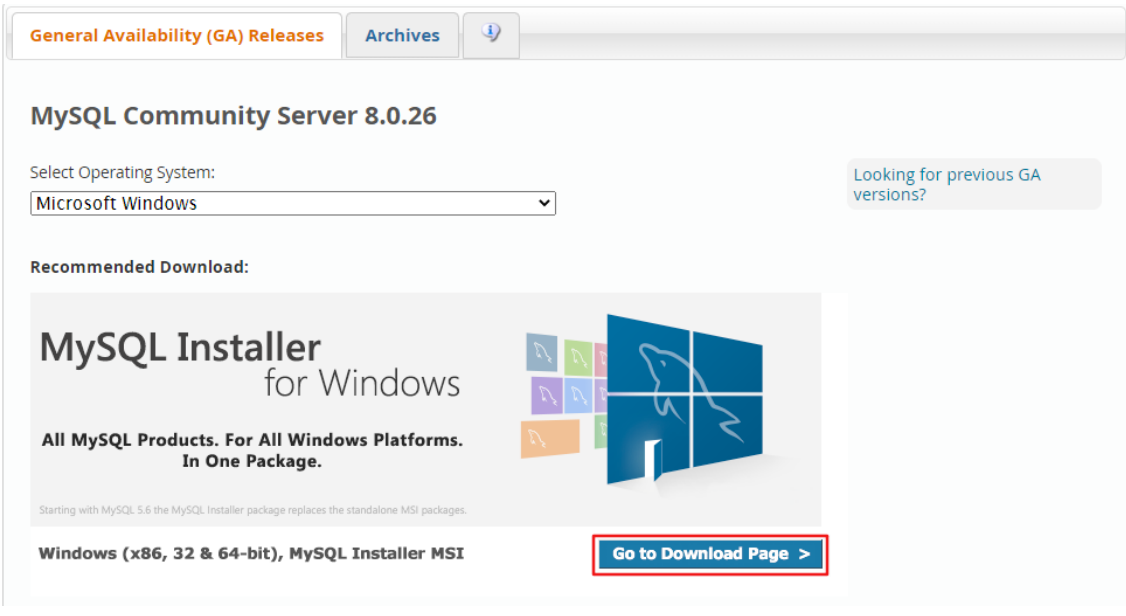 General Availability (GA) Releases
Archives
MySQL Community Server 8.0.26
Select Operating System:
Looking for previous GA
versions?
Microsoft Windows
Recommended Download:
MySQL Installer
for Windows
All MySQL Products. For All Windows Platforms.
In One Package.
Starting with MySQL 5.6 the MySQL Installer package replaces the standalone MSI packages.
Windows (x86, 32 & 64-bit), MySQL Installer MSI
Go to Download Page >